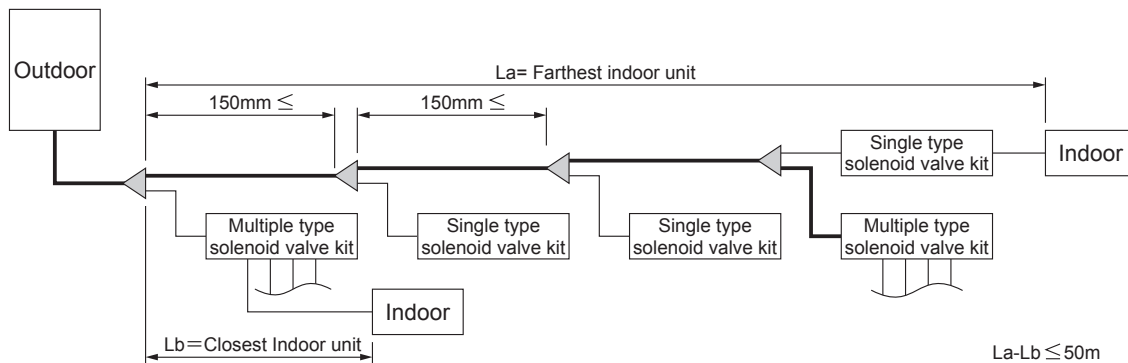 Outdoor
La= Farthest indoor unit
150mm ≤
150mm ≤
Single type
solenoid valve kit
Indoor
Multiple type
solenoid valve kit
Single type
solenoid valve kit
Single type
solenoid valve kit
Multiple type
solenoid valve kit
Indoor
Lb=Closest Indoor unit
La-Lb ≤50m